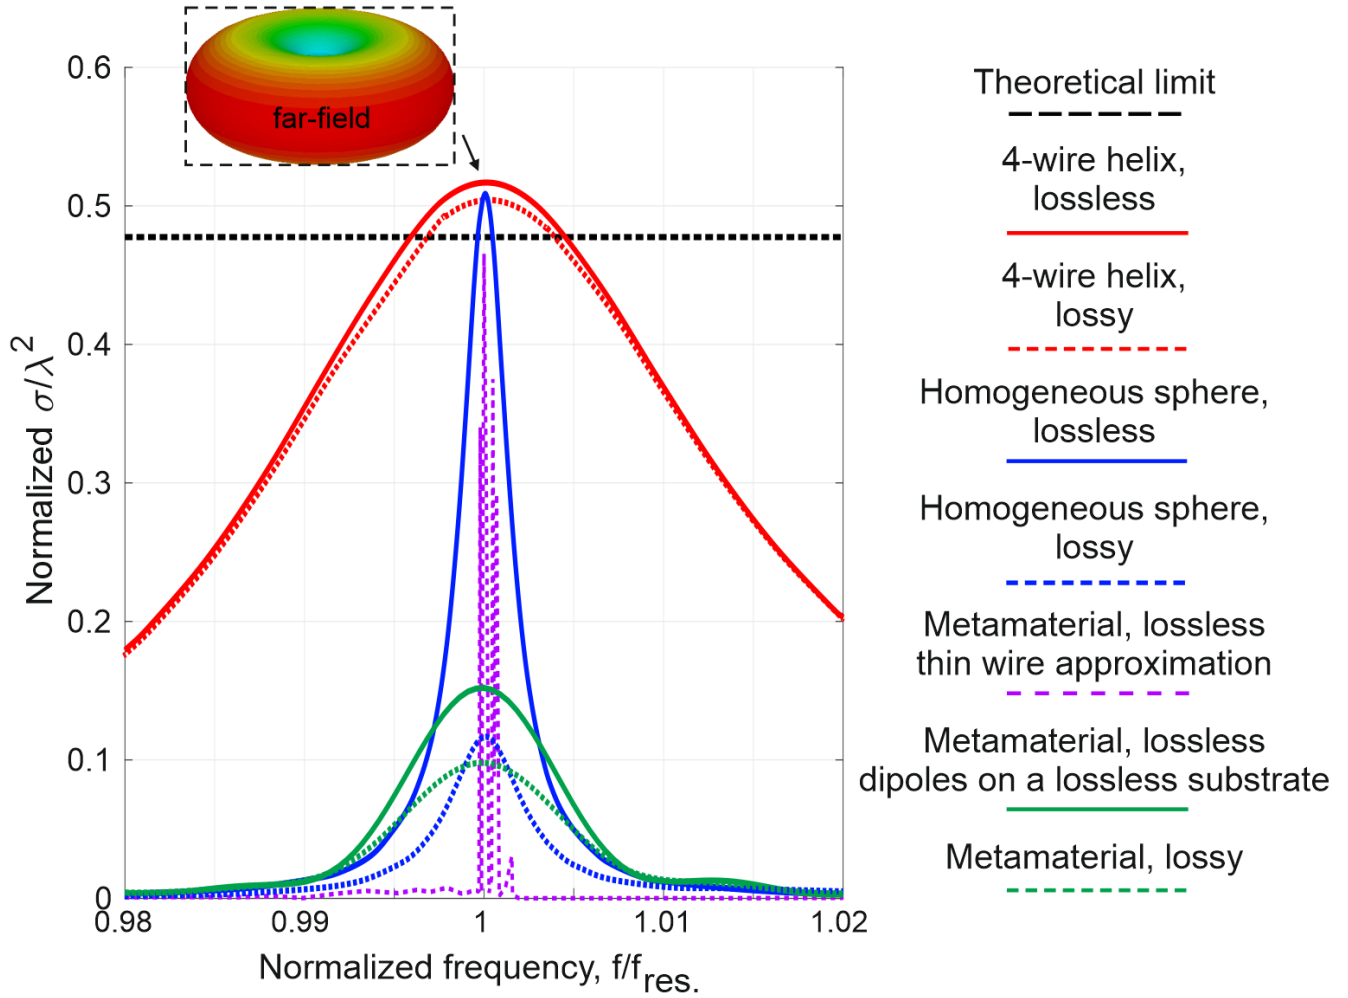 far-field
0.6
0.5
0.4
0.3
0.2
0.1
0
Normalized σ/λ²
0.98
0.99
1
1.01
1.02
Normalized frequency, f/f_res.
Theoretical limit
4-wire helix,
lossless
4-wire helix,
lossy
Homogeneous sphere,
lossless
Homogeneous sphere,
lossy
Metamaterial, lossless
thin wire approximation
Metamaterial, lossless
dipoles on a lossless substrate
Metamaterial, lossy